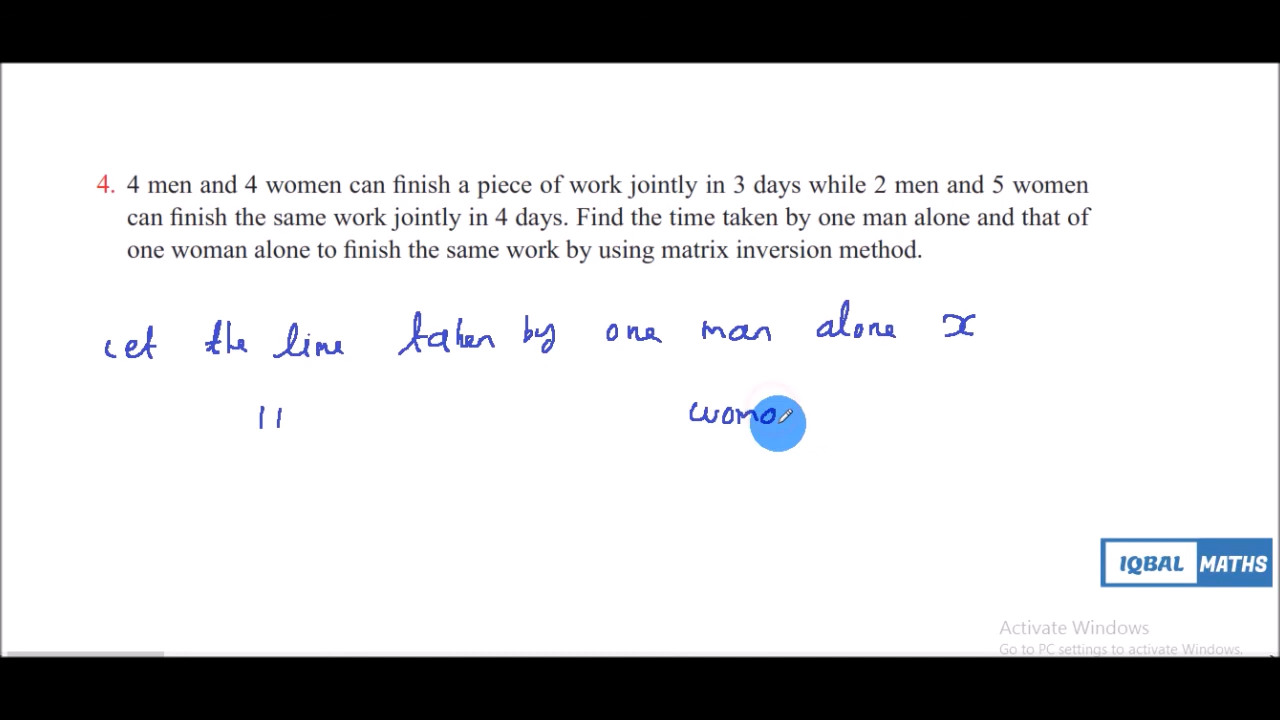 4. 4 men and 4 women can finish a piece of work jointly in 3 days while 2 men and 5 women
can finish the same work jointly in 4 days. Find the time taken by one man alone and that of
one woman alone to finish the same work by using matrix inversion method.
Let the time taken by one man alone x
11 woma
IQBAL MATHS
Activate Windows
Go to PC settings to activate Windows.